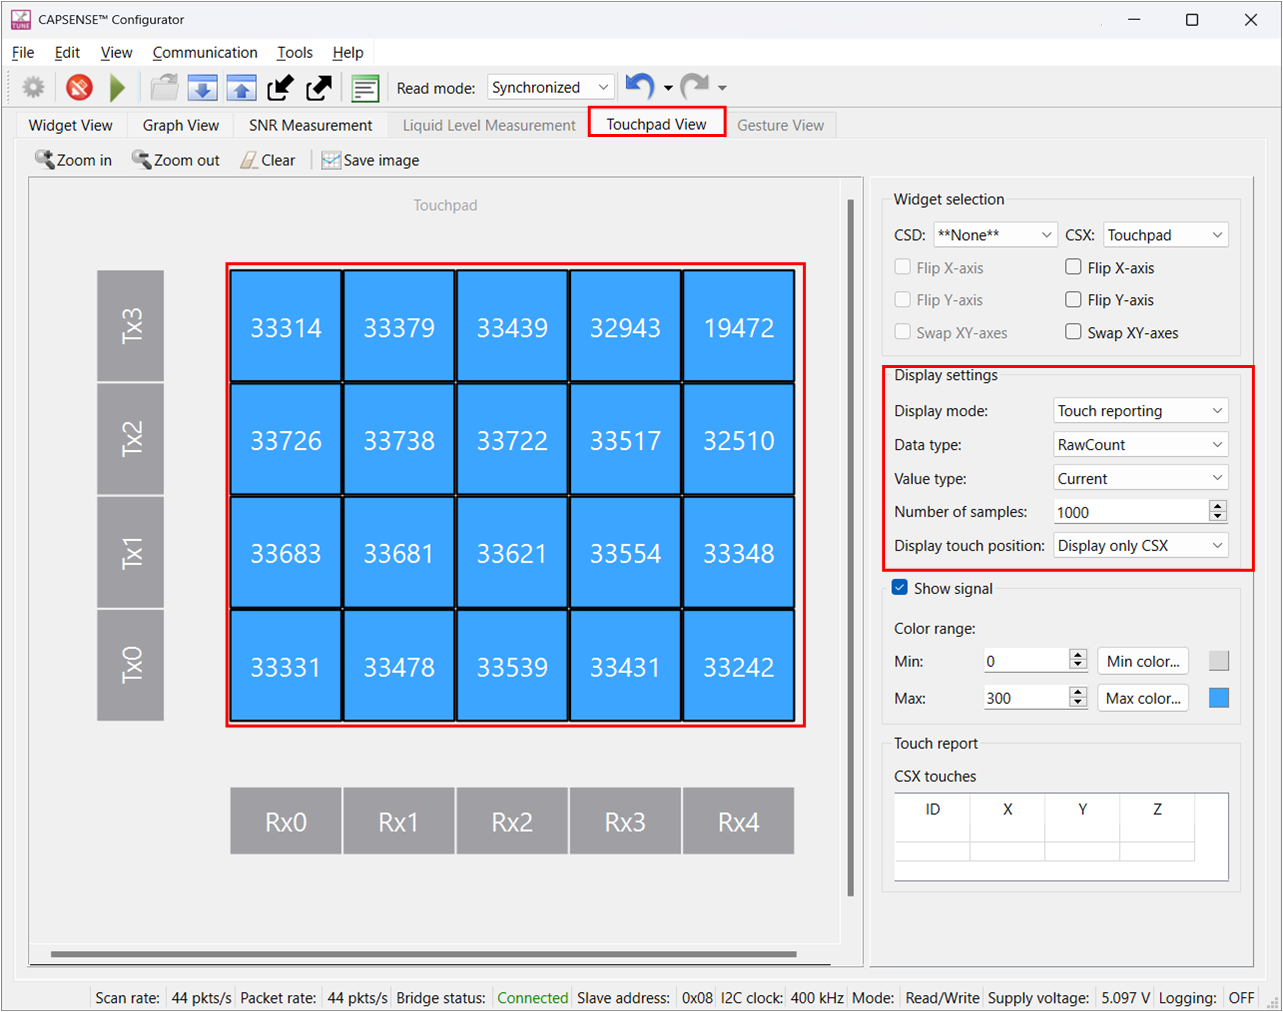 CAPSENSE™ Configurator
File Edit View Communication Tools Help
Read mode: Synchronized
Widget View Graph View SNR Measurement Liquid Level Measurement Touchpad View Gesture View
Zoom in Zoom out Clear Save image
Touchpad
Tx3 33314 33379 33439 32943 19472
Tx2 33726 33738 33722 33517 32510
Tx1 33683 33681 33621 33554 33348
Tx0 33331 33478 33539 33431 33242
Rx0 Rx1 Rx2 Rx3 Rx4
Widget selection
CSD: **None** CSX: Touchpad
Flip X-axis Flip X-axis
Flip Y-axis Flip Y-axis
Swap XY-axes Swap XY-axes
Display settings
Display mode: Touch reporting
Data type: RawCount
Value type: Current
Number of samples: 1000
Display touch position: Display only CSX
Show signal
Color range:
Min: 0 Min color...
Max: 300 Max color...
Touch report
CSX touches
ID X Y Z
Scan rate: 44 pkts/s Packet rate: 44 pkts/s Bridge status: Connected Slave address: 0x08 I2C clock: 400 kHz Mode: Read/Write Supply voltage: 5.097 V Logging: OFF